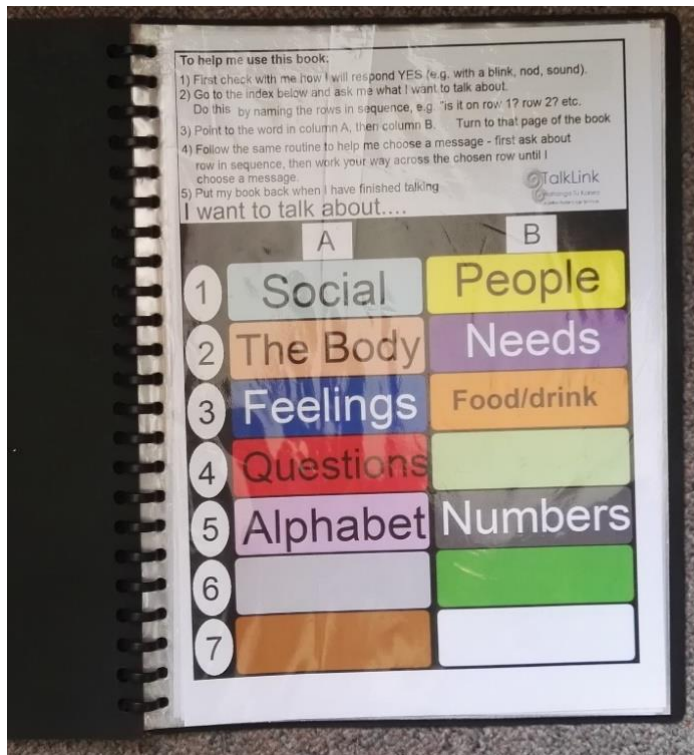 To help me use this book:
1) First check with me how I will respond YES (e.g. with a blink, nod, sound).
2) Go to the index below and ask me what I want to talk about.
Do this by naming the rows in sequence, e.g. "is it on row 1? row 2? etc.
3) Point to the word in column A, then column B. Turn to that page of the book
4) Follow the same routine to help me choose a message - first ask about
row in sequence, then work your way across the chosen row until I
choose a message.
TalkLink
5) Put my book back when I have finished talking
I want to talk about....
A B
1 Social People
2 The Body Needs
3 Feelings Food/drink
4 Questions
5 Alphabet Numbers
6
7